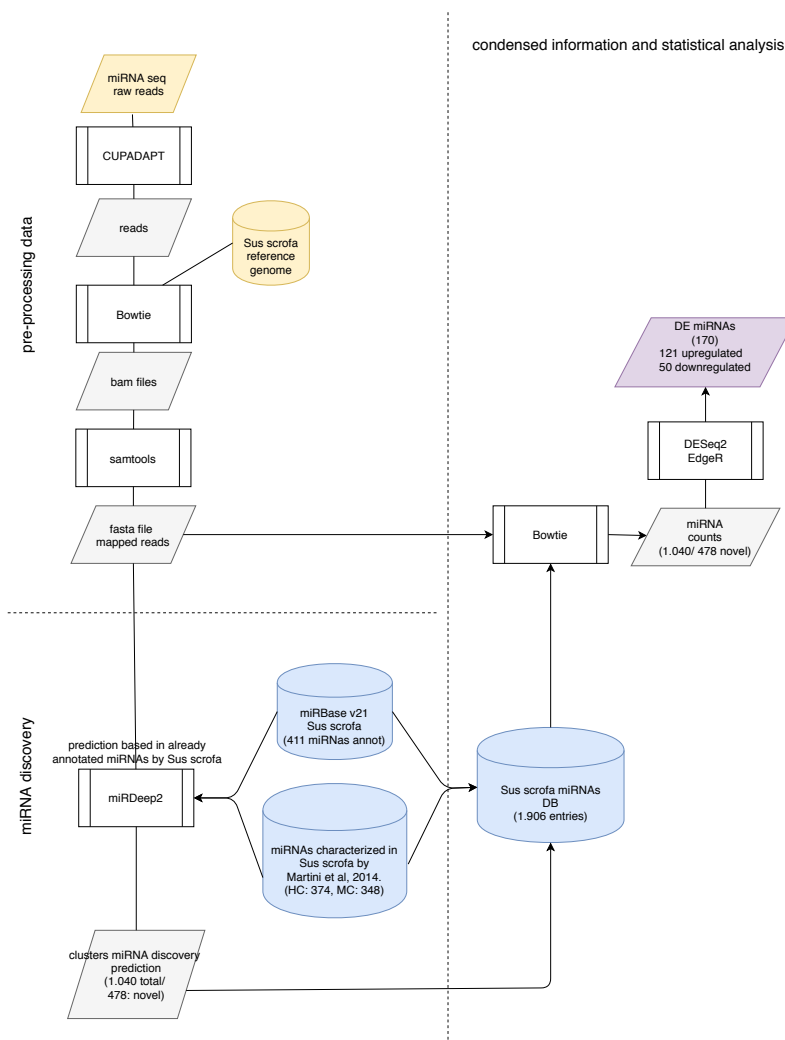 condensed information and statistical analysis
pre-processing data
miRNA seq
raw reads
CUPADAPT
reads
Sus scrofa
reference
genome
Bowtie
bam files
samtools
fasta file
mapped reads
Bowtie
miRNA
counts
(1.040/ 478 novel)
DESeq2
EdgeR
DE miRNAs
(170)
121 upregulated
50 downregulated
miRNA discovery
prediction based in already
annotated miRNAs by Sus scrofa
miRDeep2
miRBase v21
Sus scrofa
(411 miRNas annot)
miRNAs characterized in
Sus scrofa by
Martini et al, 2014.
(HC: 374, MC: 348)
Sus scrofa miRNAs
DB
(1.906 entries)
clusters miRNA discovery
prediction
(1.040 total/
478: novel)